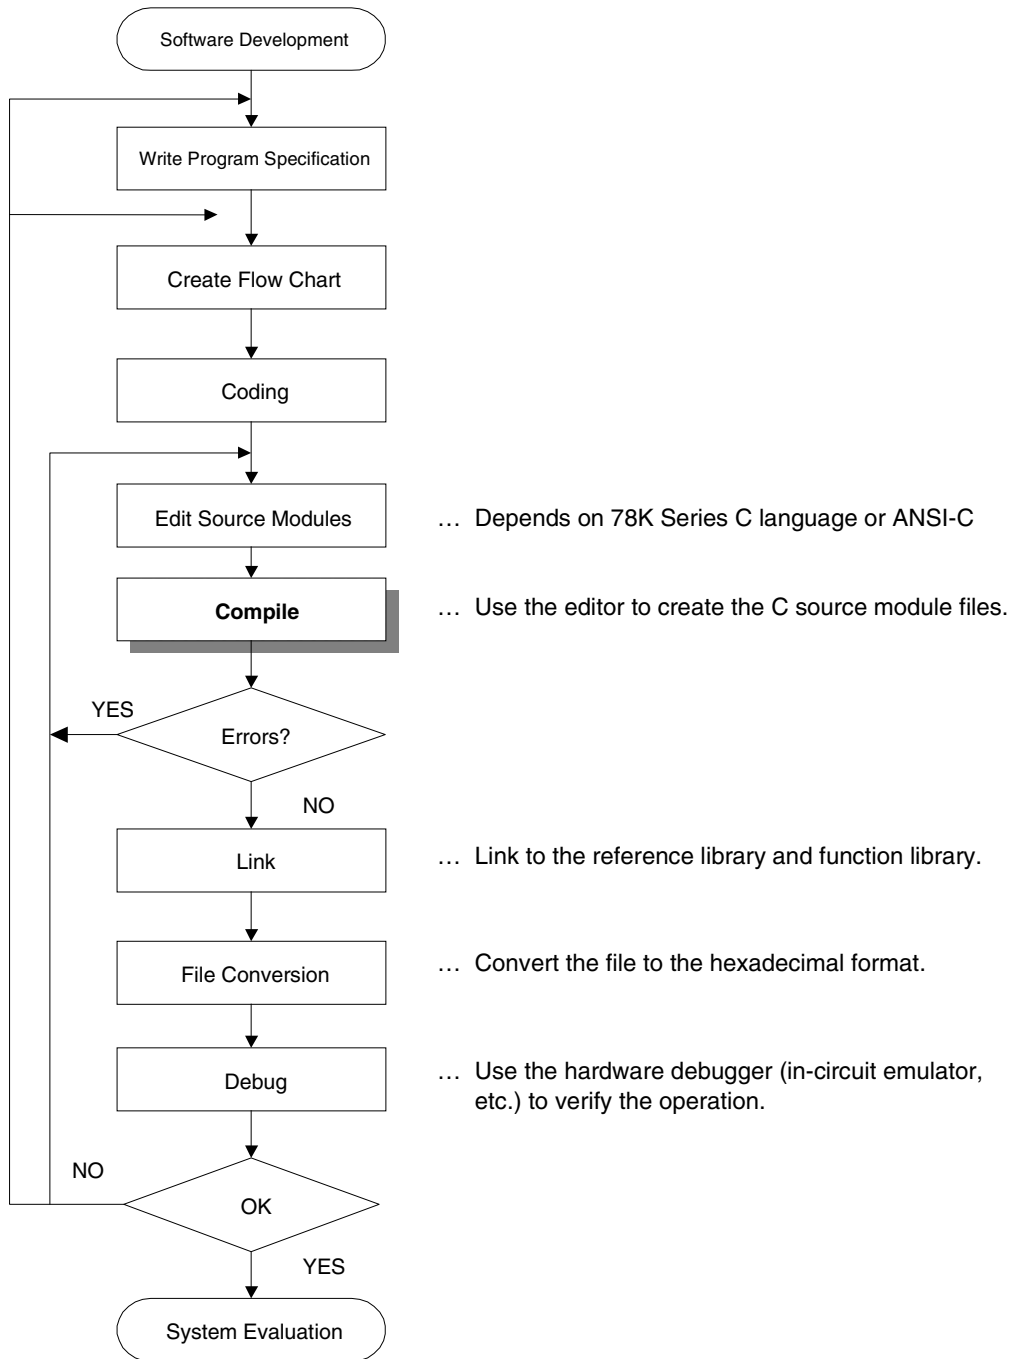 Software Development
Write Program Specification
Create Flow Chart
Coding
Edit Source Modules
… Depends on 78K Series C language or ANSI-C
Compile
… Use the editor to create the C source module files.
YES
Errors?
NO
Link
… Link to the reference library and function library.
File Conversion
… Convert the file to the hexadecimal format.
Debug
… Use the hardware debugger (in-circuit emulator,
etc.) to verify the operation.
NO
OK
YES
System Evaluation